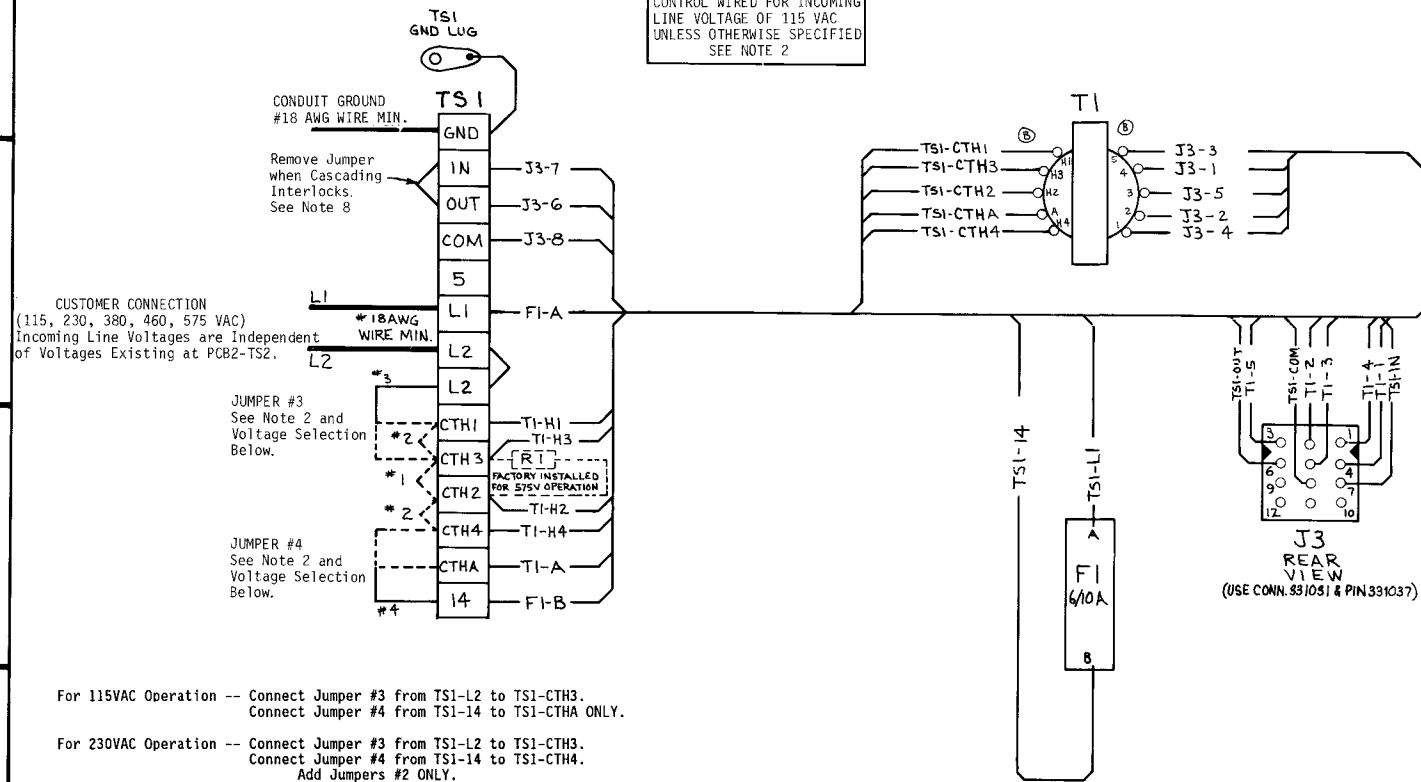 CONTROL WIRED FOR INCOMING
LINE VOLTAGE OF 115 VAC
UNLESS OTHERWISE SPECIFIED
SEE NOTE 2
TS1
GND LUG
CONDUIT GROUND
#18 AWG WIRE MIN.
TS1
GND
Remove Jumper
when Cascading
Interlocks.
See Note 8
IN
J3-7
OUT
J3-6
COM
J3-8
5
CUSTOMER CONNECTION
(115, 230, 380, 460, 575 VAC)
Incoming Line Voltages are Independent
of Voltages Existing at PCB2-TS2.
L1
L2
#18AWG
WIRE MIN.
L1
F1-A
L2
L2
#3
JUMPER #3
See Note 2 and
Voltage Selection
Below.
#2
#1
#2
CTH1
T1-H1
T1-H3
CTH3
R1
FACTORY INSTALLED
FOR 575V OPERATION
CTH2
T1-H2
CTH4
T1-H4
JUMPER #4
See Note 2 and
Voltage Selection
Below.
#4
CTHA
T1-A
14
F1-B
T1
B
B
TS1-CTH1
TS1-CTH3
TS1-CTH2
TS1-CTHA
TS1-CTH4
H1
H3
H2
A
H4
5
4
3
2
1
J3-3
J3-1
J3-5
J3-2
J3-4
TS1-14
TS1-L1
A
F1
6/10A
B
TS1-OUT
T1-5
TS1-COM
T1-2
T1-3
T1-4
T1-1
TS1-IN
3
1
6
4
9
7
12
10
J3
REAR
VIEW
(USE CONN. 931051 & PIN 331037)
For 115VAC Operation -- Connect Jumper #3 from TS1-L2 to TS1-CTH3.
Connect Jumper #4 from TS1-14 to TS1-CTHA ONLY.
For 230VAC Operation -- Connect Jumper #3 from TS1-L2 to TS1-CTH3.
Connect Jumper #4 from TS1-14 to TS1-CTH4.
Add Jumpers #2 ONLY.